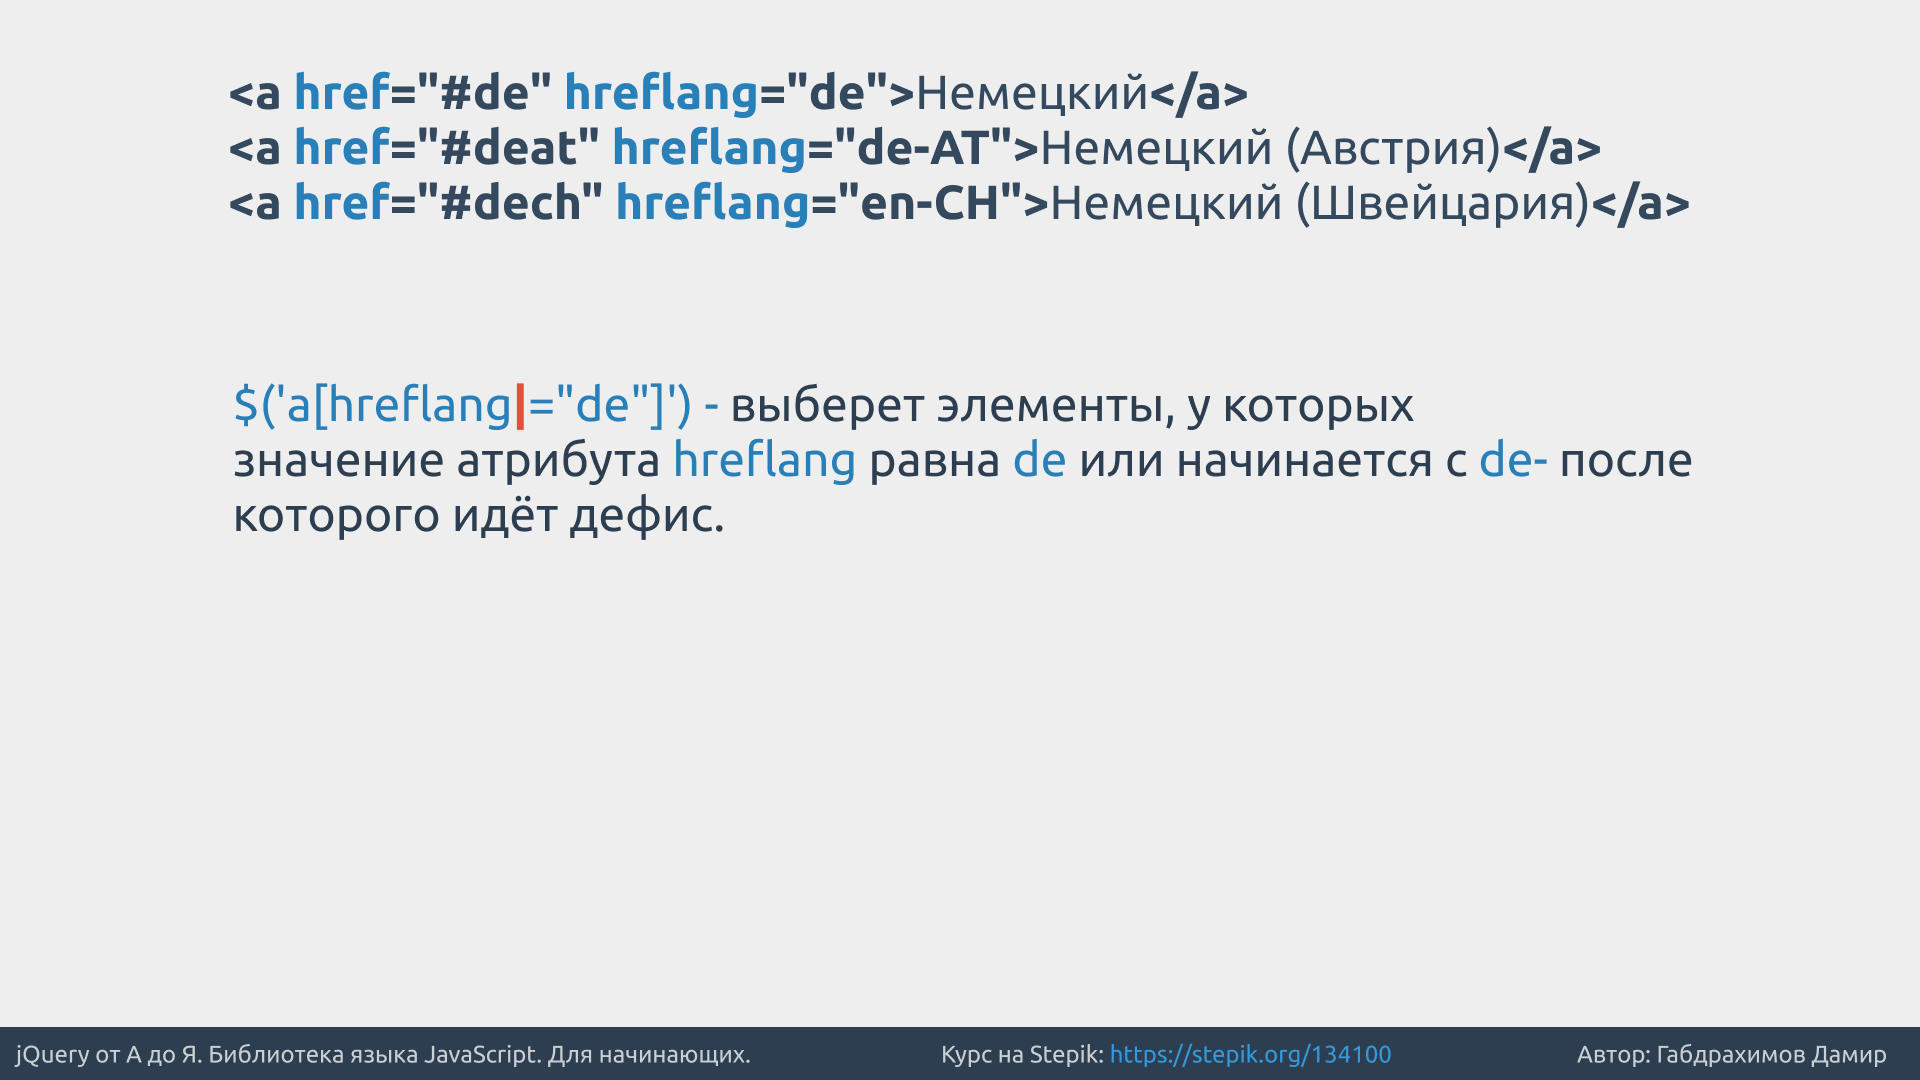 <a href="#de" hreflang="de">Немецкий</a>
<a href="#deat" hreflang="de-AT">Немецкий (Австрия)</a>
<a href="#dech" hreflang="en-CH">Немецкий (Швейцария)</a>
$('a[hreflang|="de"]') - выберет элементы, у которых
значение атрибута hreflang равна de или начинается с de- после
которого идёт дефис.
jQuery от А до Я. Библиотека языка JavaScript. Для начинающих.
Курс на Stepik: https://stepik.org/134100
Автор: Габдрахимов Дамир